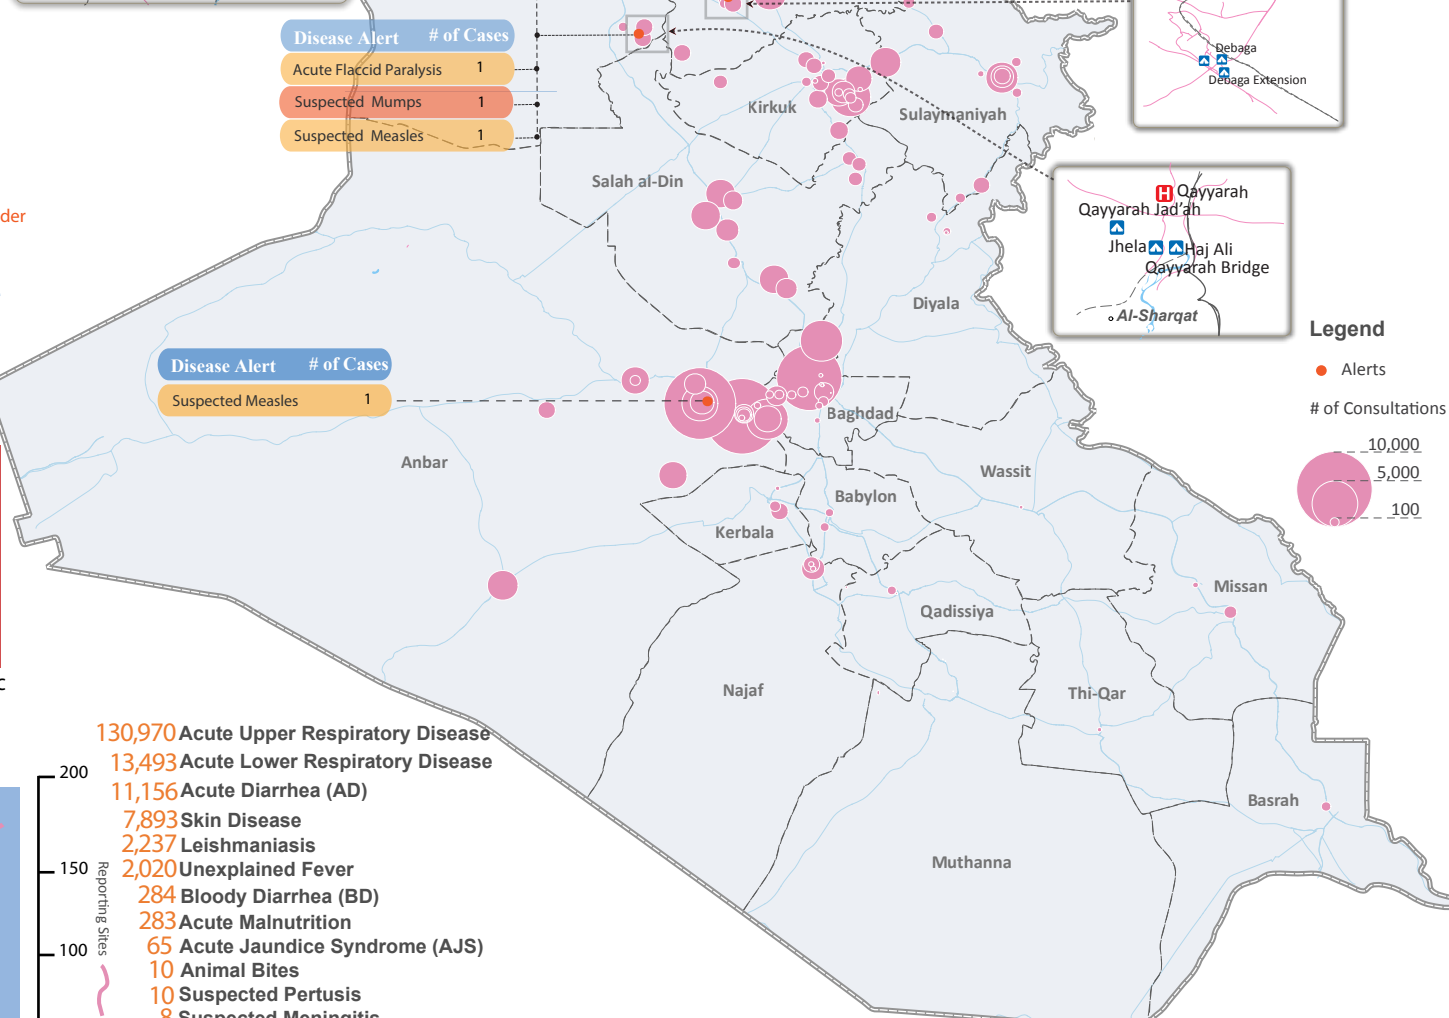 Disease Alert # of Cases
Acute Flaccid Paralysis 1
Suspected Mumps 1
Suspected Measles 1
Debaga
Debaga Extension
Kirkuk
Sulaymaniyah
Salah al-Din
Qayyarah
Qayyarah Jad'ah
Jhela
Haj Ali
Qayyarah Bridge
Al-Sharqat
der
Diyala
Legend
Alerts
# of Consultations
10,000
5,000
100
Disease Alert # of Cases
Suspected Measles 1
Baghdad
Anbar
Wassit
Babylon
Kerbala
Missan
Qadissiya
Najaf
Thi-Qar
Basrah
Muthanna
130,970 Acute Upper Respiratory Disease
13,493 Acute Lower Respiratory Disease
11,156 Acute Diarrhea (AD)
7,893 Skin Disease
2,237 Leishmaniasis
2,020 Unexplained Fever
284 Bloody Diarrhea (BD)
283 Acute Malnutrition
65 Acute Jaundice Syndrome (AJS)
10 Animal Bites
10 Suspected Pertusis
8 Suspected Meningitis
200
150
100
Reporting Sites
c